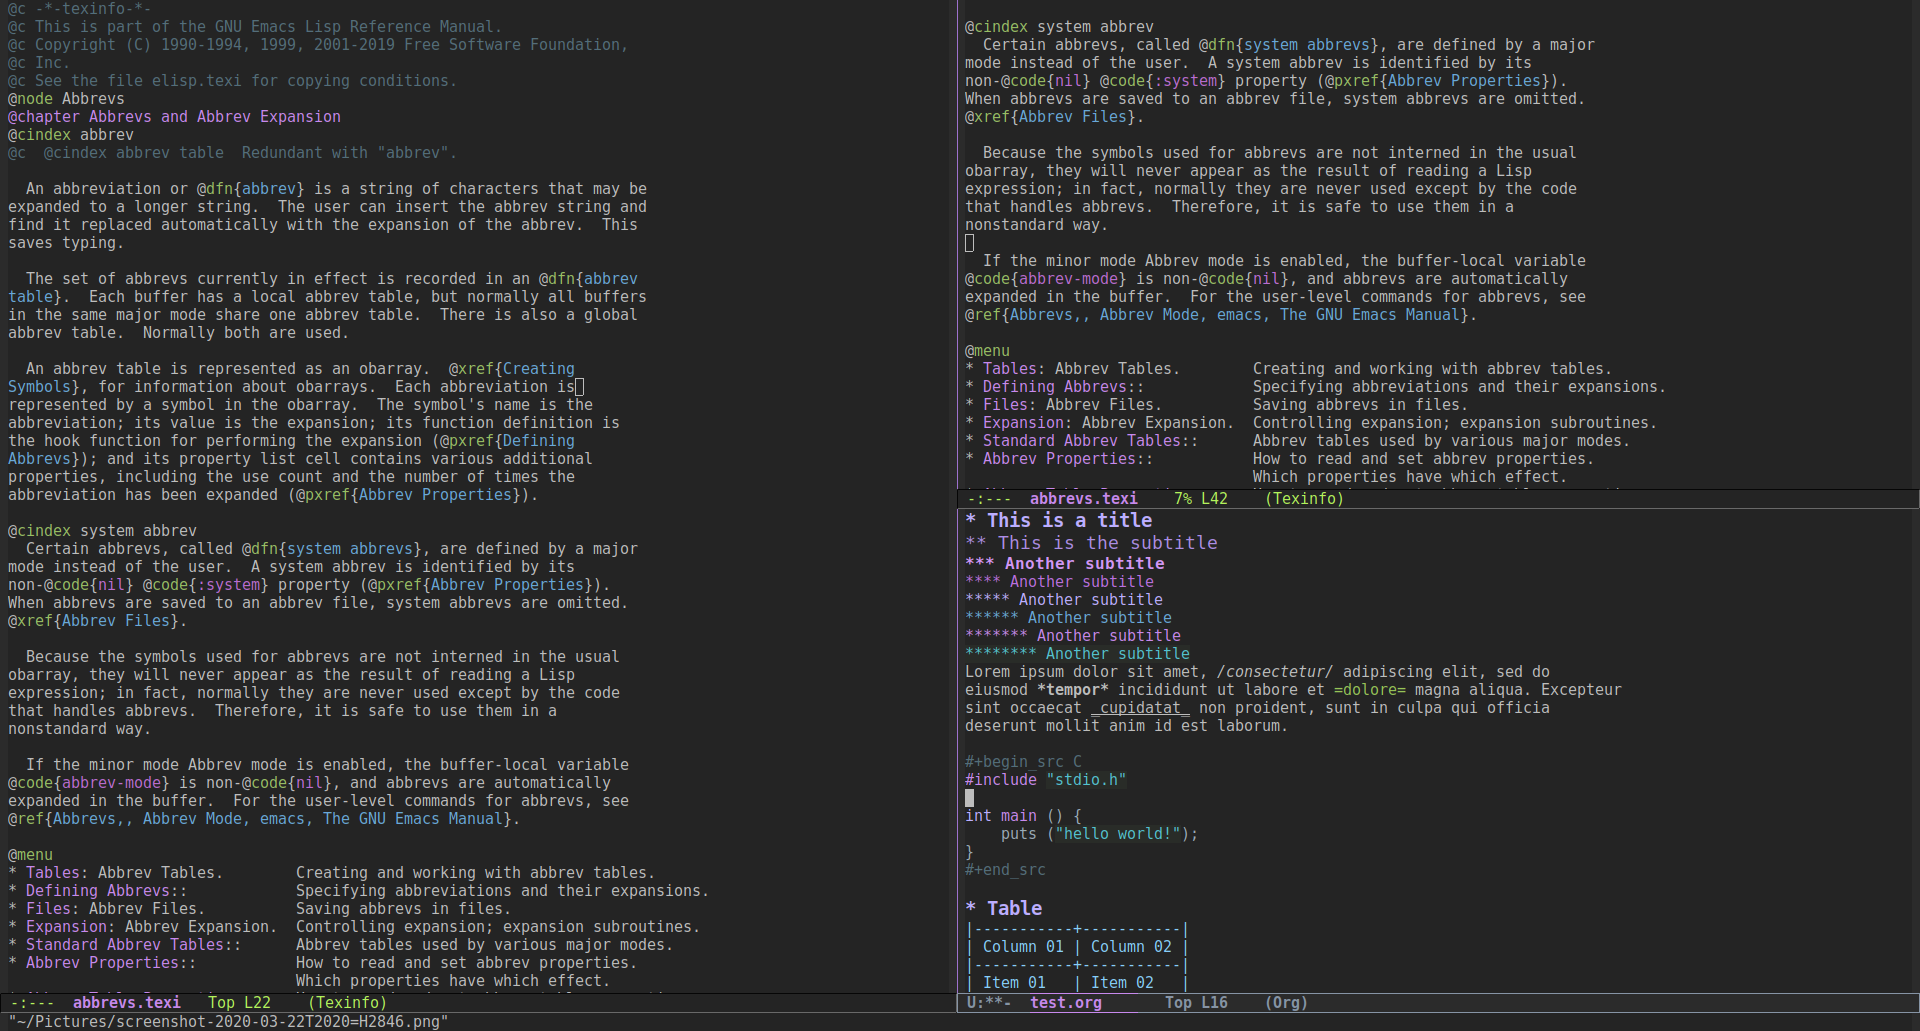 @c -*-texinfo-*-
@c This is part of the GNU Emacs Lisp Reference Manual.
@c Copyright (C) 1990-1994, 1999, 2001-2019 Free Software Foundation,
@c Inc.
@c See the file elisp.texi for copying conditions.
@node Abbrevs
@chapter Abbrevs and Abbrev Expansion
@cindex abbrev
@c  @cindex abbrev table  Redundant with "abbrev".

  An abbreviation or @dfn{abbrev} is a string of characters that may be
expanded to a longer string.  The user can insert the abbrev string and
find it replaced automatically with the expansion of the abbrev.  This
saves typing.

  The set of abbrevs currently in effect is recorded in an @dfn{abbrev
table}.  Each buffer has a local abbrev table, but normally all buffers
in the same major mode share one abbrev table.  There is also a global
abbrev table.  Normally both are used.

  An abbrev table is represented as an obarray.  @xref{Creating
Symbols}, for information about obarrays.  Each abbreviation is
represented by a symbol in the obarray.  The symbol's name is the
abbreviation; its value is the expansion; its function definition is
the hook function for performing the expansion (@pxref{Defining
Abbrevs}); and its property list cell contains various additional
properties, including the use count and the number of times the
abbreviation has been expanded (@pxref{Abbrev Properties}).

@cindex system abbrev
  Certain abbrevs, called @dfn{system abbrevs}, are defined by a major
mode instead of the user.  A system abbrev is identified by its
non-@code{nil} @code{:system} property (@pxref{Abbrev Properties}).
When abbrevs are saved to an abbrev file, system abbrevs are omitted.
@xref{Abbrev Files}.

  Because the symbols used for abbrevs are not interned in the usual
obarray, they will never appear as the result of reading a Lisp
expression; in fact, normally they are never used except by the code
that handles abbrevs.  Therefore, it is safe to use them in a
nonstandard way.

  If the minor mode Abbrev mode is enabled, the buffer-local variable
@code{abbrev-mode} is non-@code{nil}, and abbrevs are automatically
expanded in the buffer.  For the user-level commands for abbrevs, see
@ref{Abbrevs,, Abbrev Mode, emacs, The GNU Emacs Manual}.

@menu
* Tables: Abbrev Tables.        Creating and working with abbrev tables.
* Defining Abbrevs::            Specifying abbreviations and their expansions.
* Files: Abbrev Files.          Saving abbrevs in files.
* Expansion: Abbrev Expansion.  Controlling expansion; expansion subroutines.
* Standard Abbrev Tables::      Abbrev tables used by various major modes.
* Abbrev Properties::           How to read and set abbrev properties.
                                Which properties have which effect.
-:---  abbrevs.texi   Top L22    (Texinfo)
"~/Pictures/screenshot-2020-03-22T2020=H2846.png"

@cindex system abbrev
  Certain abbrevs, called @dfn{system abbrevs}, are defined by a major
mode instead of the user.  A system abbrev is identified by its
non-@code{nil} @code{:system} property (@pxref{Abbrev Properties}).
When abbrevs are saved to an abbrev file, system abbrevs are omitted.
@xref{Abbrev Files}.

  Because the symbols used for abbrevs are not interned in the usual
obarray, they will never appear as the result of reading a Lisp
expression; in fact, normally they are never used except by the code
that handles abbrevs.  Therefore, it is safe to use them in a
nonstandard way.

  If the minor mode Abbrev mode is enabled, the buffer-local variable
@code{abbrev-mode} is non-@code{nil}, and abbrevs are automatically
expanded in the buffer.  For the user-level commands for abbrevs, see
@ref{Abbrevs,, Abbrev Mode, emacs, The GNU Emacs Manual}.

@menu
* Tables: Abbrev Tables.        Creating and working with abbrev tables.
* Defining Abbrevs::            Specifying abbreviations and their expansions.
* Files: Abbrev Files.          Saving abbrevs in files.
* Expansion: Abbrev Expansion.  Controlling expansion; expansion subroutines.
* Standard Abbrev Tables::      Abbrev tables used by various major modes.
* Abbrev Properties::           How to read and set abbrev properties.
                                Which properties have which effect.
-:---  abbrevs.texi    7% L42    (Texinfo)

* This is a title
** This is the subtitle
*** Another subtitle
**** Another subtitle
***** Another subtitle
****** Another subtitle
******* Another subtitle
******** Another subtitle
Lorem ipsum dolor sit amet, /consectetur/ adipiscing elit, sed do
eiusmod *tempor* incididunt ut labore et =dolore= magna aliqua. Excepteur
sint occaecat _cupidatat_ non proident, sunt in culpa qui officia
deserunt mollit anim id est laborum.

#+begin_src C
#include "stdio.h"

int main () {
    puts ("hello world!");
}
#+end_src

* Table
|-----------+-----------|
| Column 01 | Column 02 |
|-----------+-----------|
| Item 01   | Item 02   |
U:**-  test.org       Top L16    (Org)